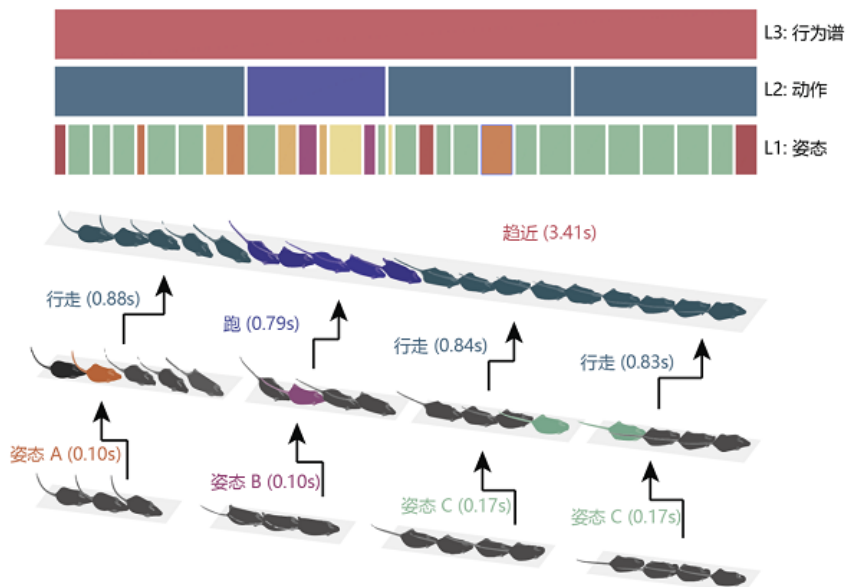 L3: 行为谱
L2: 动作
L1: 姿态
趋近 (3.41s)
行走 (0.88s)
跑 (0.79s)
行走 (0.84s)
行走 (0.83s)
姿态 A (0.10s)
姿态 B (0.10s)
姿态 C (0.17s)
姿态 C (0.17s)